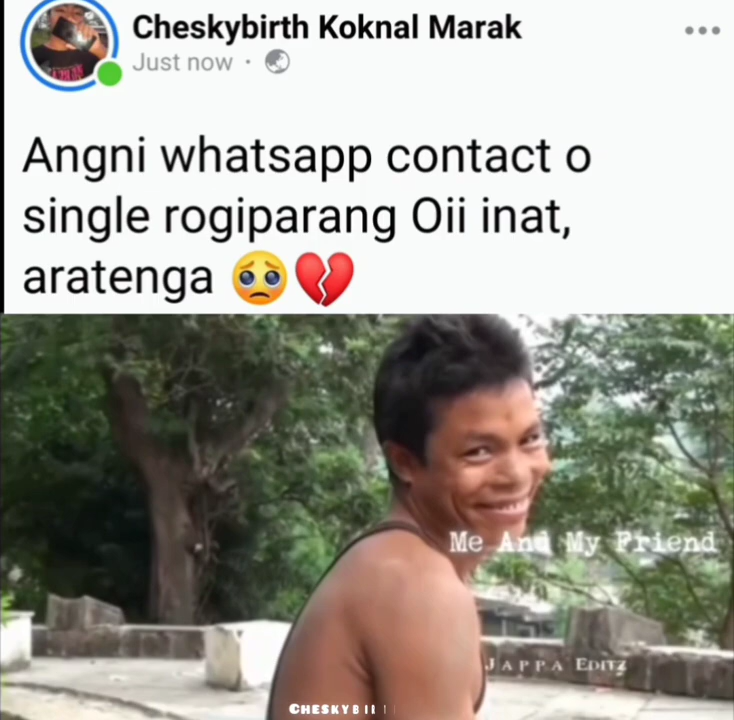 Cheskybirth Koknal Marak
Just now ·
Angni whatsapp contact o
single rogiparang Oii inat,
aratenga 🥺💔
Me And My Friend
JAPPA EDITZ